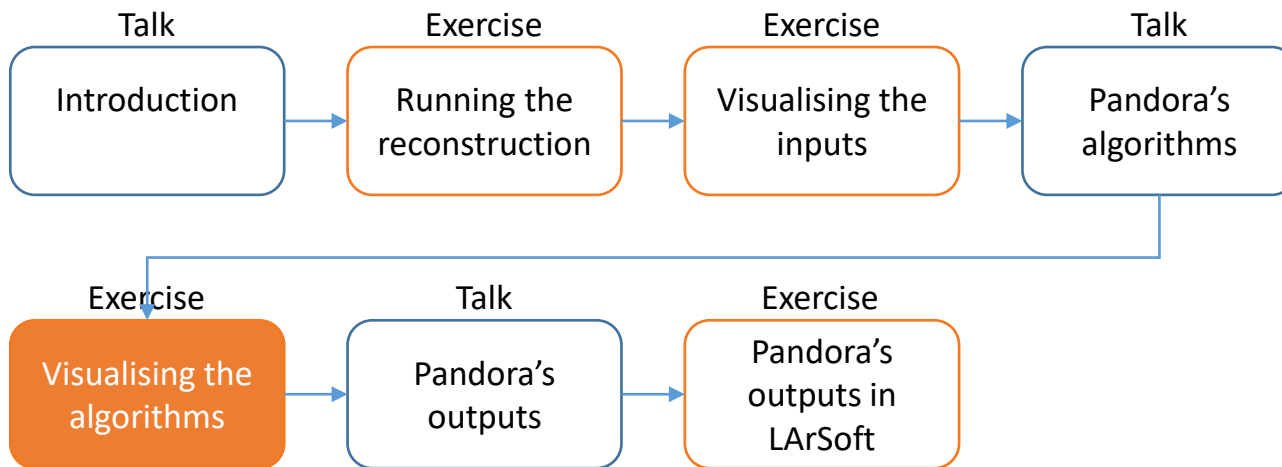 Talk
Introduction
Exercise
Running the
reconstruction
Exercise
Visualising the
inputs
Talk
Pandora’s
algorithms
Exercise
Visualising the
algorithms
Talk
Pandora’s
outputs
Exercise
Pandora’s
outputs in
LArSoft